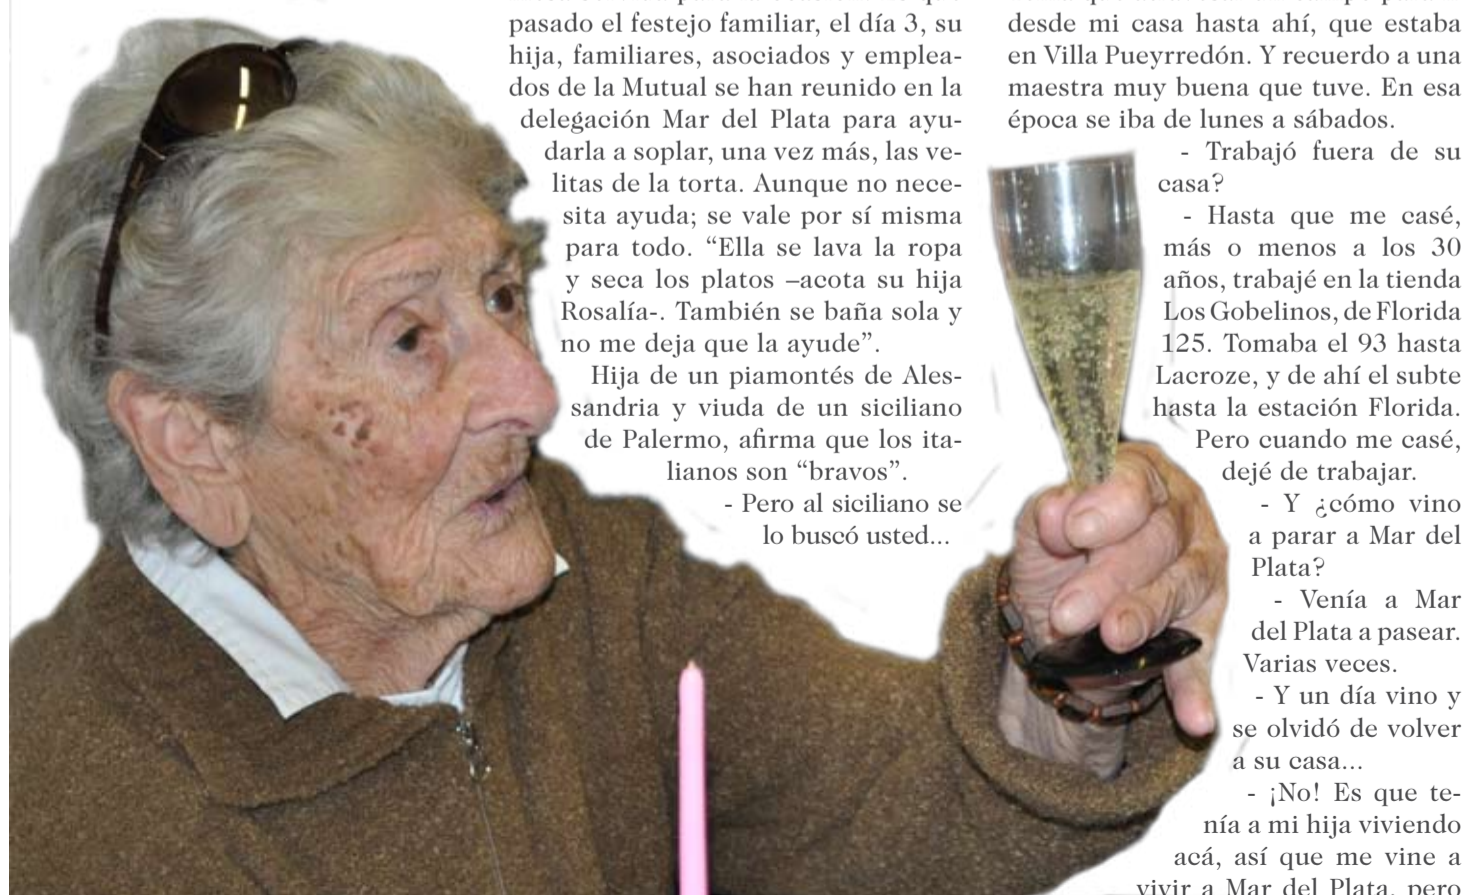 pasado el festejo familiar, el día 3, su
hija, familiares, asociados y emplea-
dos de la Mutual se han reunido en la
delegación Mar del Plata para ayu-
darla a soplar, una vez más, las ve-
litas de la torta. Aunque no nece-
sita ayuda; se vale por sí misma
para todo. “Ella se lava la ropa
y seca los platos –acota su hija
Rosalía-. También se baña sola y
no me deja que la ayude”.
Hija de un piamontés de Ales-
sandria y viuda de un siciliano
de Palermo, afirma que los ita-
lianos son “bravos”.
- Pero al siciliano se
lo buscó usted...
desde mi casa hasta ahí, que estaba
en Villa Pueyrredón. Y recuerdo a una
maestra muy buena que tuve. En esa
época se iba de lunes a sábados.
- Trabajó fuera de su
casa?
- Hasta que me casé,
más o menos a los 30
años, trabajé en la tienda
Los Gobelinos, de Florida
125. Tomaba el 93 hasta
Lacroze, y de ahí el subte
hasta la estación Florida.
Pero cuando me casé,
dejé de trabajar.
- Y ¿cómo vino
a parar a Mar del
Plata?
- Venía a Mar
del Plata a pasear.
Varias veces.
- Y un día vino y
se olvidó de volver
a su casa...
- ¡No! Es que te-
nía a mi hija viviendo
acá, así que me vine a
vivir a Mar del Plata, pero